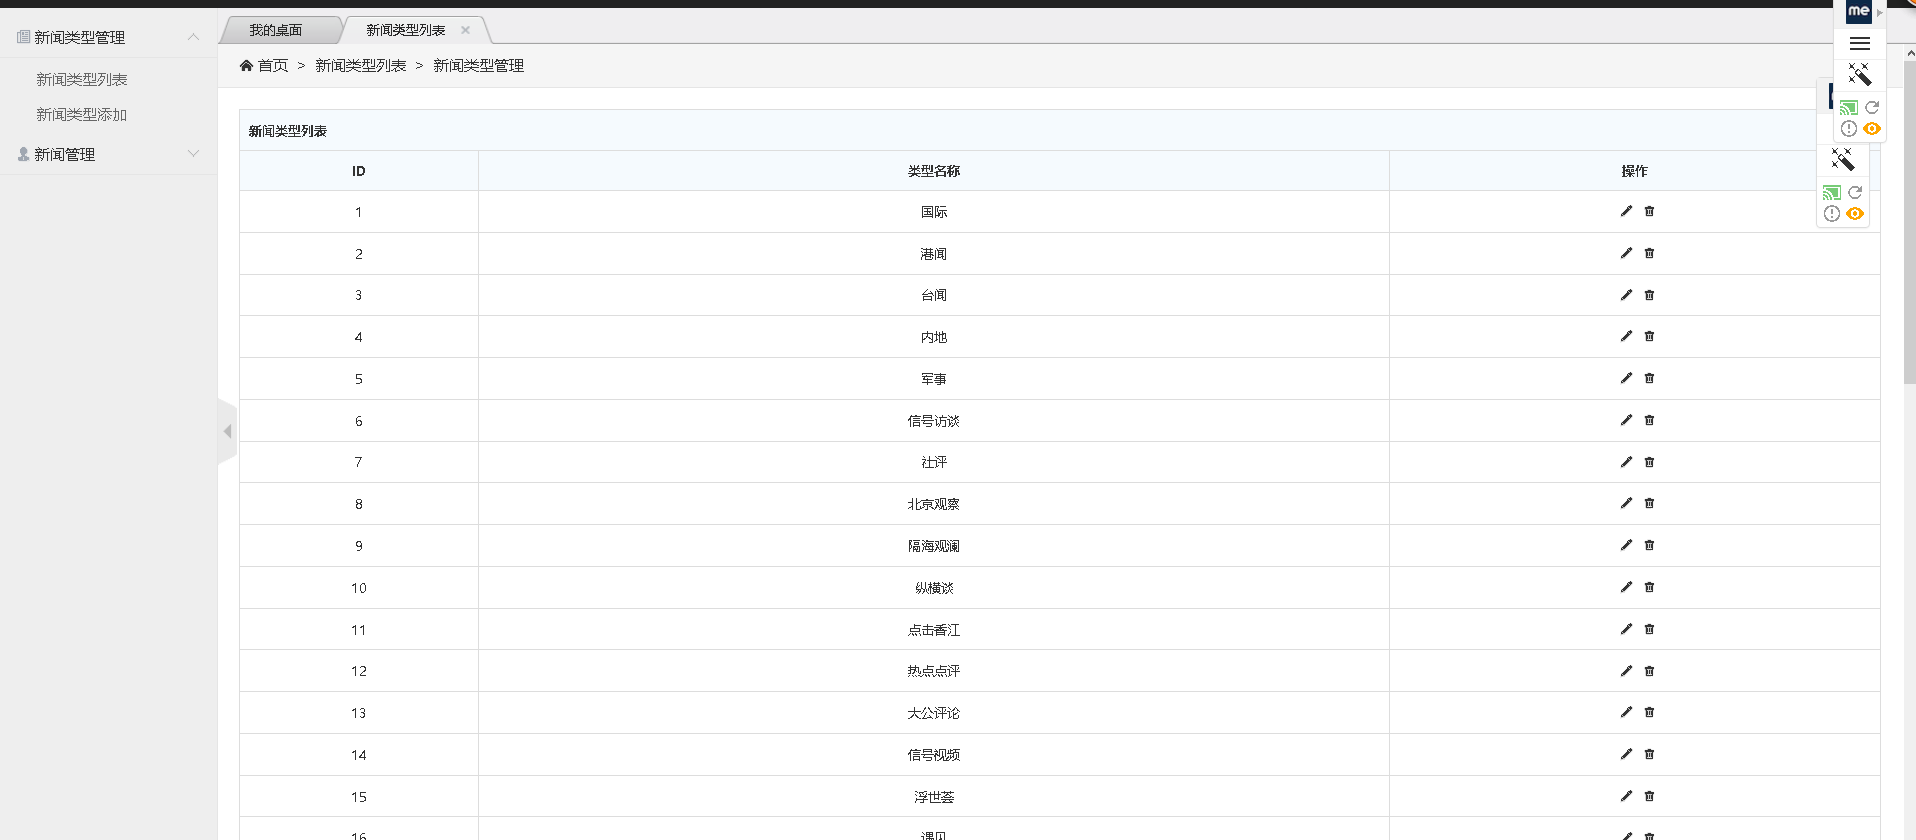 我的桌面 新闻类型列表
me
新闻类型管理
新闻类型列表
新闻类型添加
新闻管理
首页 > 新闻类型列表 > 新闻类型管理
新闻类型列表
ID 类型名称 操作
1 国际
2 港闻
3 台闻
4 内地
5 军事
6 信号访谈
7 社评
8 北京观察
9 隔海观澜
10 纵横谈
11 点击香江
12 热点点评
13 大公评论
14 信号视频
15 浮世荟
16 遇见